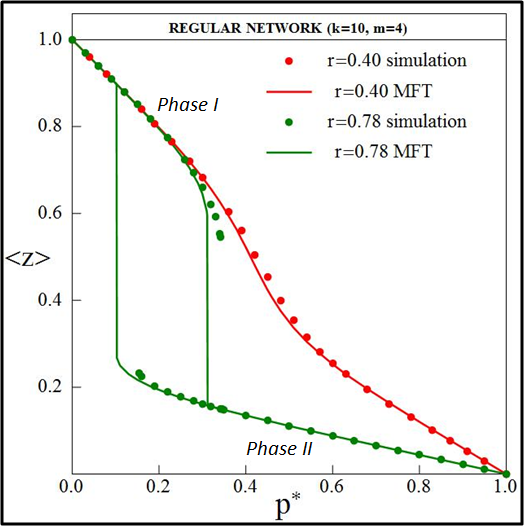 REGULAR NETWORK (k=10, m=4)
r=0.40 simulation
r=0.40 MFT
r=0.78 simulation
r=0.78 MFT
Phase I
Phase II
1.0
0.8
0.6
0.4
0.2
<z>
0.0 0.2 0.4 0.6 0.8 1.0
p*